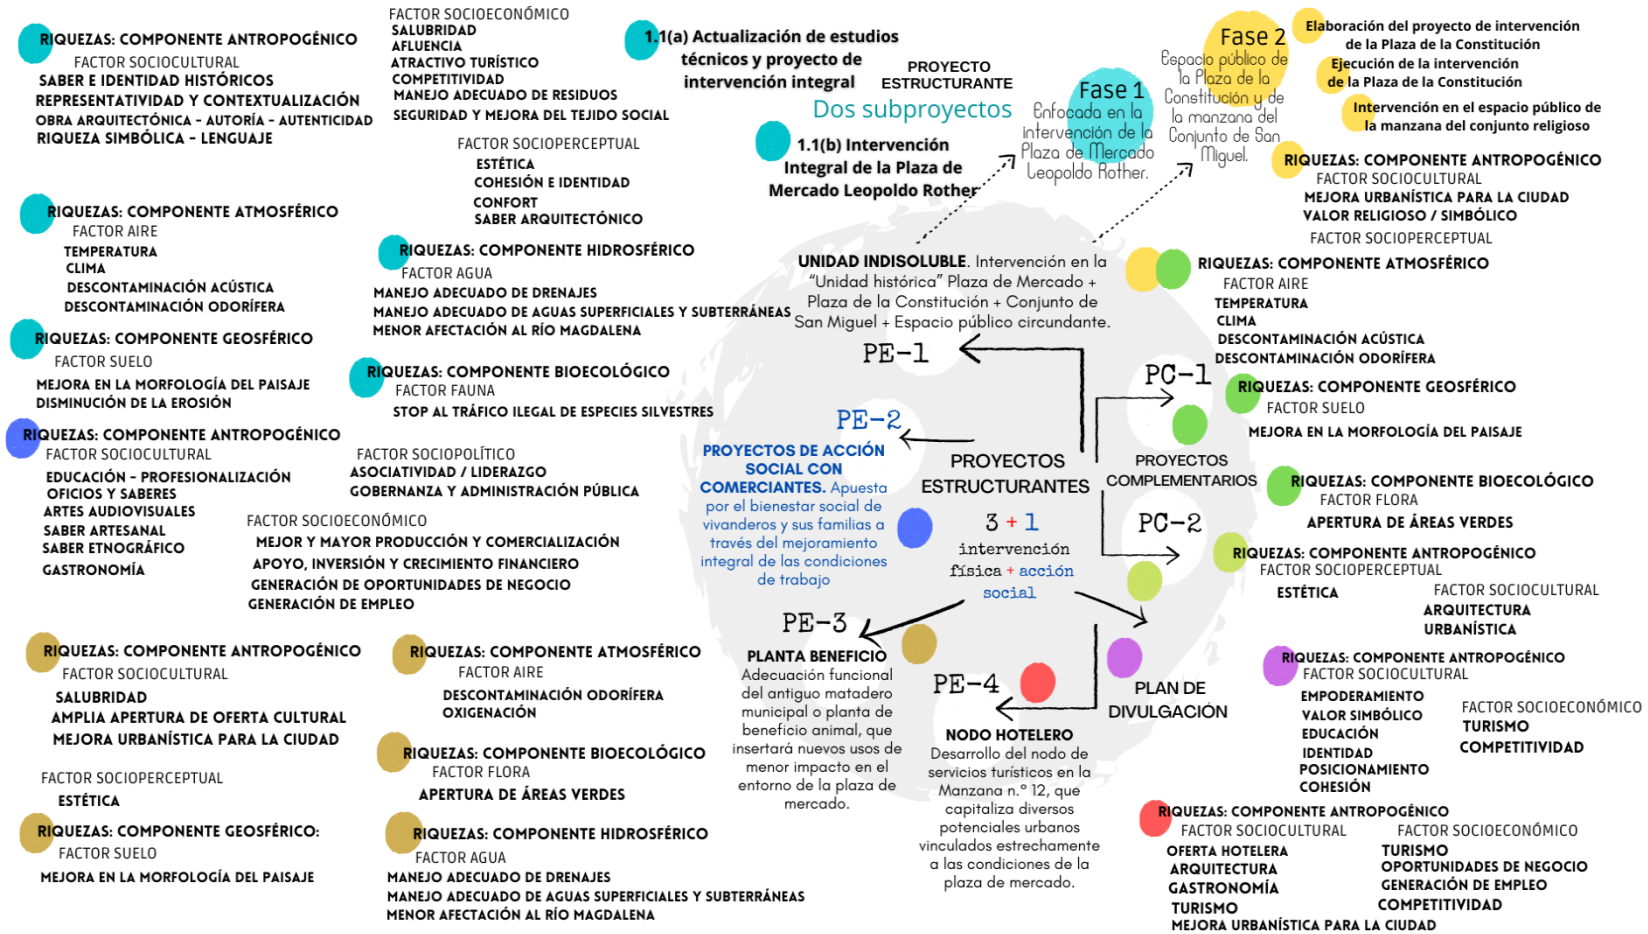 RIQUEZAS: COMPONENTE ANTROPOGÉNICO
FACTOR SOCIOCULTURAL
SABER E IDENTIDAD HISTÓRICOS
REPRESENTATIVIDAD Y CONTEXTUALIZACIÓN
OBRA ARQUITECTÓNICA - AUTORÍA - AUTENTICIDAD
RIQUEZA SIMBÓLICA - LENGUAJE
FACTOR SOCIOECONÓMICO
SALUBRIDAD
AFLUENCIA
ATRACTIVO TURÍSTICO
COMPETITIVIDAD
MANEJO ADECUADO DE RESIDUOS
SEGURIDAD Y MEJORA DEL TEJIDO SOCIAL
FACTOR SOCIOPERCEPTUAL
ESTÉTICA
COHESIÓN E IDENTIDAD
CONFORT
SABER ARQUITECTÓNICO
RIQUEZAS: COMPONENTE ATMOSFÉRICO
FACTOR AIRE
TEMPERATURA
CLIMA
DESCONTAMINACIÓN ACÚSTICA
DESCONTAMINACIÓN ODORÍFERA
RIQUEZAS: COMPONENTE HIDROSFÉRICO
FACTOR AGUA
MANEJO ADECUADO DE DRENAJES
MANEJO ADECUADO DE AGUAS SUPERFICIALES Y SUBTERRÁNEAS
MENOR AFECTACIÓN AL RÍO MAGDALENA
RIQUEZAS: COMPONENTE GEOSFÉRICO
FACTOR SUELO
MEJORA EN LA MORFOLOGÍA DEL PAISAJE
DISMINUCIÓN DE LA EROSIÓN
RIQUEZAS: COMPONENTE BIOECOLÓGICO
FACTOR FAUNA
STOP AL TRÁFICO ILEGAL DE ESPECIES SILVESTRES
RIQUEZAS: COMPONENTE ANTROPOGÉNICO
FACTOR SOCIOCULTURAL
EDUCACIÓN - PROFESIONALIZACIÓN
OFICIOS Y SABERES
ARTES AUDIOVISUALES
SABER ARTESANAL
SABER ETNOGRÁFICO
GASTRONOMÍA
FACTOR SOCIOPOLÍTICO
ASOCIATIVIDAD / LIDERAZGO
GOBERNANZA Y ADMINISTRACIÓN PÚBLICA
FACTOR SOCIOECONÓMICO
MEJOR Y MAYOR PRODUCCIÓN Y COMERCIALIZACIÓN
APOYO, INVERSIÓN Y CRECIMIENTO FINANCIERO
GENERACIÓN DE OPORTUNIDADES DE NEGOCIO
GENERACIÓN DE EMPLEO
RIQUEZAS: COMPONENTE ANTROPOGÉNICO
FACTOR SOCIOCULTURAL
SALUBRIDAD
AMPLIA APERTURA DE OFERTA CULTURAL
MEJORA URBANÍSTICA PARA LA CIUDAD
FACTOR SOCIOPERCEPTUAL
ESTÉTICA
RIQUEZAS: COMPONENTE GEOSFÉRICO:
FACTOR SUELO
MEJORA EN LA MORFOLOGÍA DEL PAISAJE
RIQUEZAS: COMPONENTE ATMOSFÉRICO
FACTOR AIRE
DESCONTAMINACIÓN ODORÍFERA
OXIGENACIÓN
RIQUEZAS: COMPONENTE BIOECOLÓGICO
FACTOR FLORA
APERTURA DE ÁREAS VERDES
RIQUEZAS: COMPONENTE HIDROSFÉRICO
FACTOR AGUA
MANEJO ADECUADO DE DRENAJES
MANEJO ADECUADO DE AGUAS SUPERFICIALES Y SUBTERRÁNEAS
MENOR AFECTACIÓN AL RÍO MAGDALENA
1.1(a) Actualización de estudios
técnicos y proyecto de
intervención integral
PROYECTO
ESTRUCTURANTE
Dos subproyectos
1.1(b) Intervención
Integral de la Plaza de
Mercado Leopoldo Rother
Fase 1
Enfocada en la
intervención de la
Plaza de Mercado
Leopoldo Rother.
Fase 2
Espacio público de
la Plaza de la
Constitución y de
la manzana del
Conjunto de San
Miguel.
Elaboración del proyecto de intervención
de la Plaza de la Constitución
Ejecución de la intervención
de la Plaza de la Constitución
Intervención en el espacio público de
la manzana del conjunto religioso
UNIDAD INDISOLUBLE. Intervención en la
“Unidad histórica” Plaza de Mercado +
Plaza de la Constitución + Conjunto de
San Miguel + Espacio público circundante.
PE-1
PE-2
PROYECTOS DE ACCIÓN
SOCIAL CON
COMERCIANTES. Apuesta
por el bienestar social de
vivanderos y sus familias a
través del mejoramiento
integral de las condiciones
de trabajo
PROYECTOS
ESTRUCTURANTES
3 + 1
intervención
física + acción
social
PE-3
PLANTA BENEFICIO
Adecuación funcional
del antiguo matadero
municipal o planta de
beneficio animal, que
insertará nuevos usos de
menor impacto en el
entorno de la plaza de
mercado.
PE-4
NODO HOTELERO
Desarrollo del nodo de
servicios turísticos en la
Manzana n.° 12, que
capitaliza diversos
potenciales urbanos
vinculados estrechamente
a las condiciones de la
plaza de mercado.
PC-1
PROYECTOS
COMPLEMENTARIOS
PC-2
PLAN DE
DIVULGACIÓN
RIQUEZAS: COMPONENTE ANTROPOGÉNICO
FACTOR SOCIOCULTURAL
MEJORA URBANÍSTICA PARA LA CIUDAD
VALOR RELIGIOSO / SIMBÓLICO
FACTOR SOCIOPERCEPTUAL
RIQUEZAS: COMPONENTE ATMOSFÉRICO
FACTOR AIRE
TEMPERATURA
CLIMA
DESCONTAMINACIÓN ACÚSTICA
DESCONTAMINACIÓN ODORÍFERA
RIQUEZAS: COMPONENTE GEOSFÉRICO
FACTOR SUELO
MEJORA EN LA MORFOLOGÍA DEL PAISAJE
RIQUEZAS: COMPONENTE BIOECOLÓGICO
FACTOR FLORA
APERTURA DE ÁREAS VERDES
RIQUEZAS: COMPONENTE ANTROPOGÉNICO
FACTOR SOCIOPERCEPTUAL
ESTÉTICA
FACTOR SOCIOCULTURAL
ARQUITECTURA
URBANÍSTICA
RIQUEZAS: COMPONENTE ANTROPOGÉNICO
FACTOR SOCIOCULTURAL
EMPODERAMIENTO
VALOR SIMBÓLICO
EDUCACIÓN
IDENTIDAD
POSICIONAMIENTO
COHESIÓN
FACTOR SOCIOECONÓMICO
TURISMO
COMPETITIVIDAD
RIQUEZAS: COMPONENTE ANTROPOGÉNICO
FACTOR SOCIOCULTURAL
OFERTA HOTELERA
ARQUITECTURA
GASTRONOMÍA
TURISMO
MEJORA URBANÍSTICA PARA LA CIUDAD
FACTOR SOCIOECONÓMICO
TURISMO
OPORTUNIDADES DE NEGOCIO
GENERACIÓN DE EMPLEO
COMPETITIVIDAD